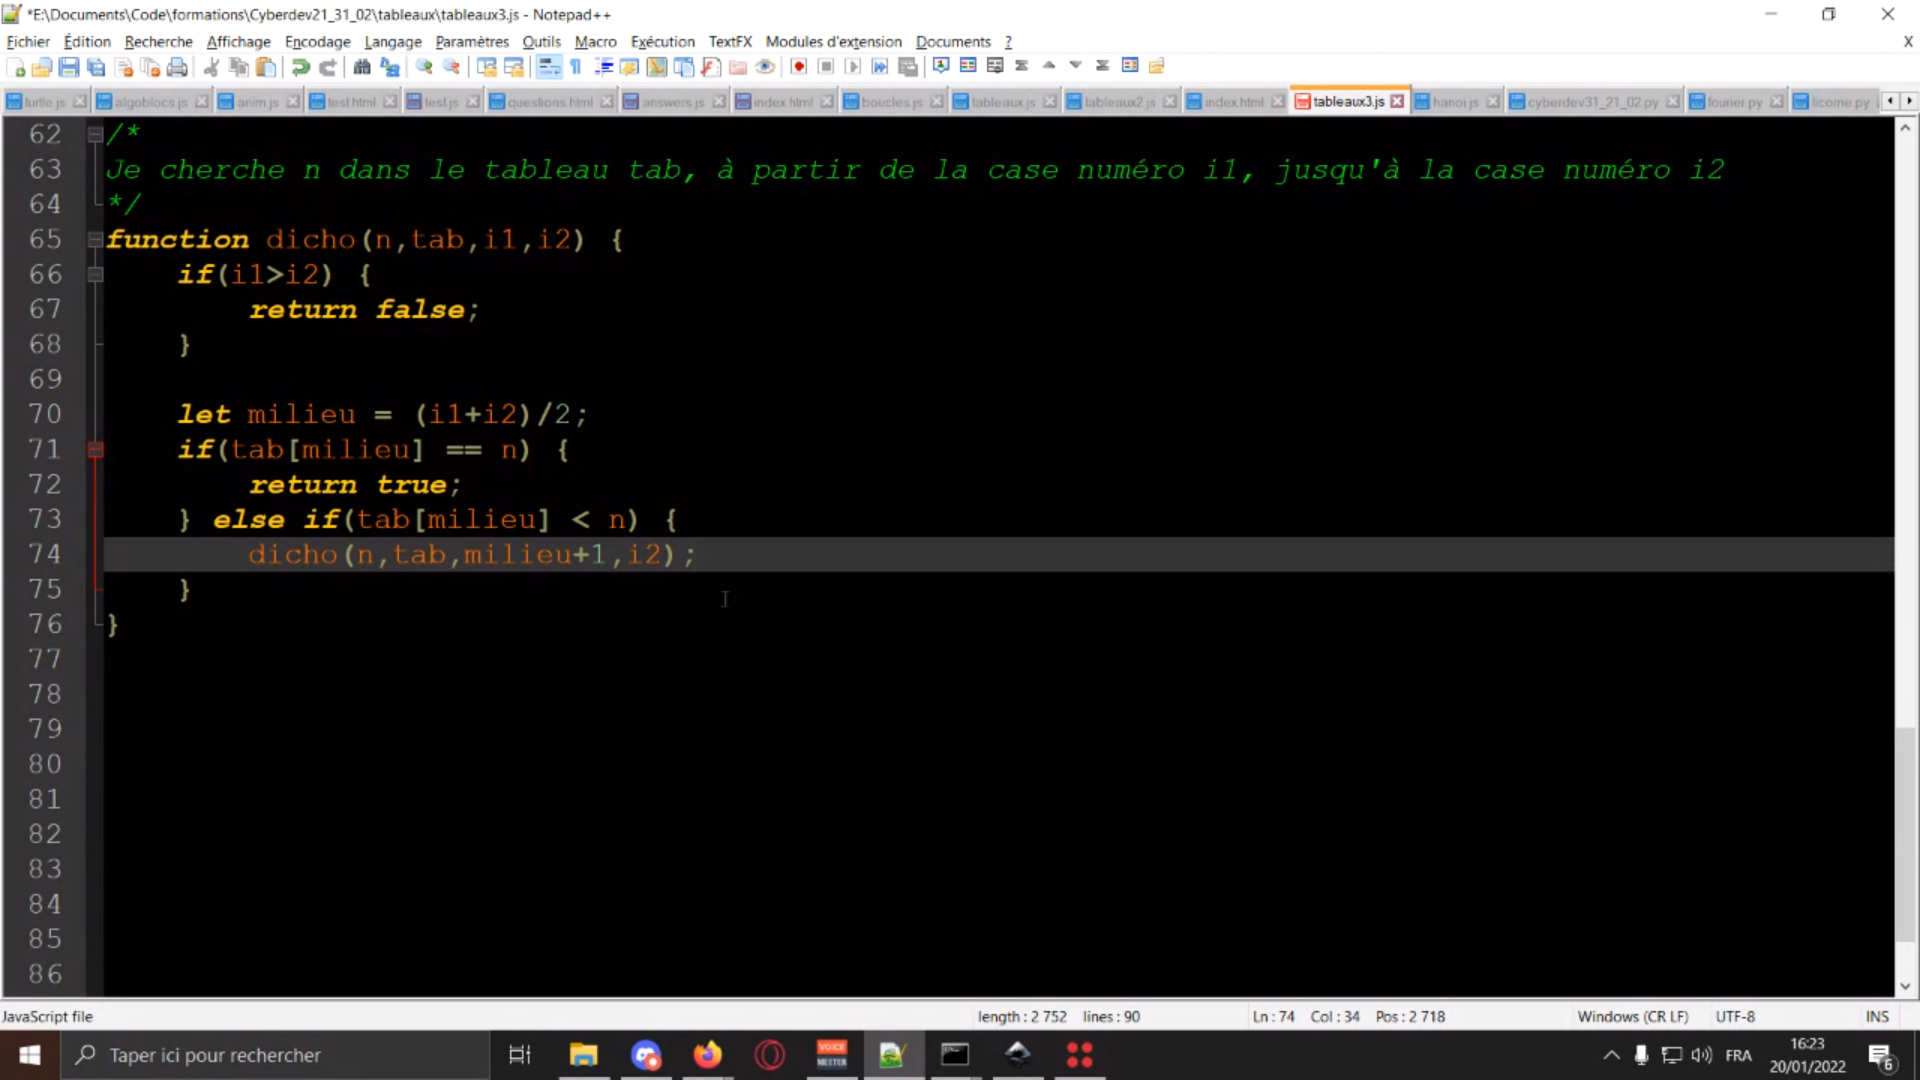 *E:\Documents\Code\formations\Cyberdev21_31_02\tableaux\tableaux3.js - Notepad++
Fichier Édition Recherche Affichage Encodage Langage Paramètres Outils Macro Exécution TextFX Modules d'extension Documents ? X
turtle.js algoblocs.js anim.js test.html test.js questions.html answers.js index.html boucles.js tableaux.js tableaux2.js index.html tableaux3.js hanoi.js cyberdev31_21_02.py fourier.py licorne.py
62 /*
63 Je cherche n dans le tableau tab, à partir de la case numéro i1, jusqu'à la case numéro i2
64 */
65 function dicho(n,tab,i1,i2) {
66 if(i1>i2) {
67 return false;
68 }
69
70 let milieu = (i1+i2)/2;
71 if(tab[milieu] == n) {
72 return true;
73 } else if(tab[milieu] < n) {
74 dicho(n,tab,milieu+1,i2);
75 }
76 }
77
78
79
80
81
82
83
84
85
86
JavaScript file length : 2 752 lines : 90 Ln : 74 Col : 34 Pos : 2 718 Windows (CR LF) UTF-8 INS
Taper ici pour rechercher VOICE MEETER FRA 16:23
20/01/2022 6